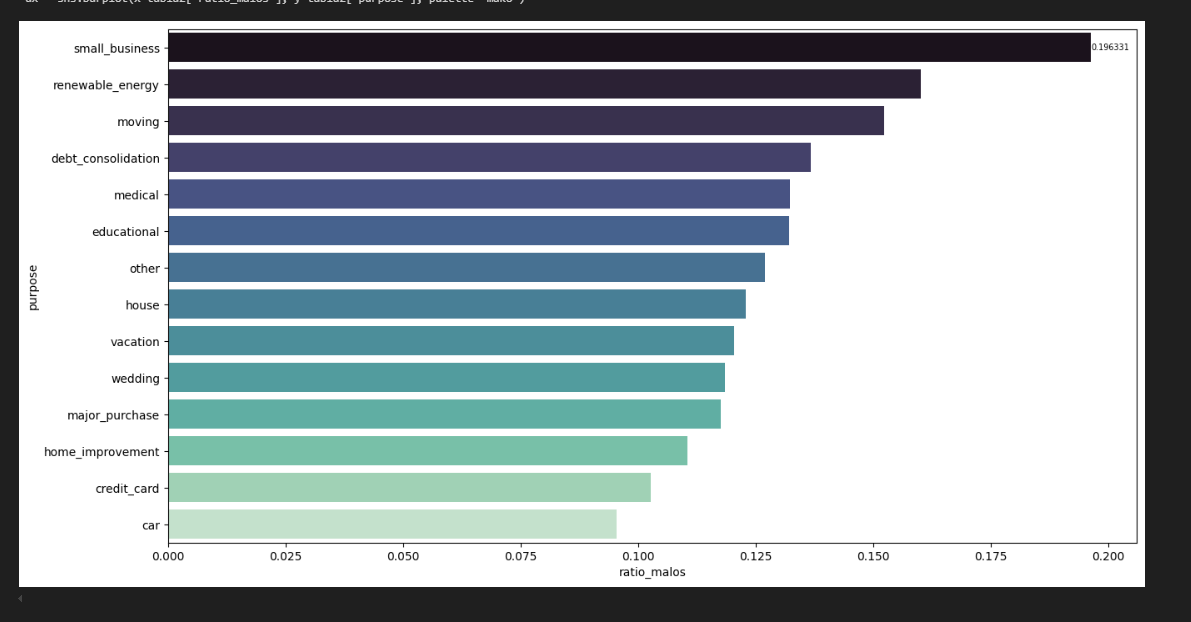 small_business
0.196331
renewable_energy
moving
debt_consolidation
medical
educational
other
house
vacation
wedding
major_purchase
home_improvement
credit_card
car
purpose
0.000 0.025 0.050 0.075 0.100 0.125 0.150 0.175 0.200
ratio_malos